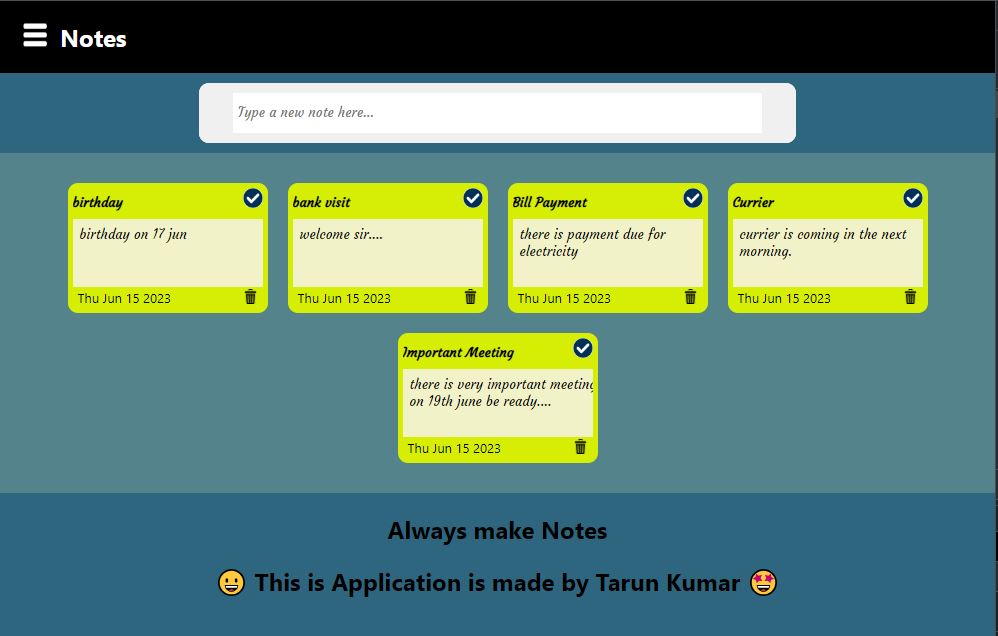 Notes
Type a new note here...
birthday
birthday on 17 jun
Thu Jun 15 2023
bank visit
welcome sir....
Thu Jun 15 2023
Bill Payment
there is payment due for
electricity
Thu Jun 15 2023
Currier
currier is coming in the next
morning.
Thu Jun 15 2023
Important Meeting
there is very important meeting
on 19th june be ready....
Thu Jun 15 2023
Always make Notes
😀 This is Application is made by Tarun Kumar 🤩